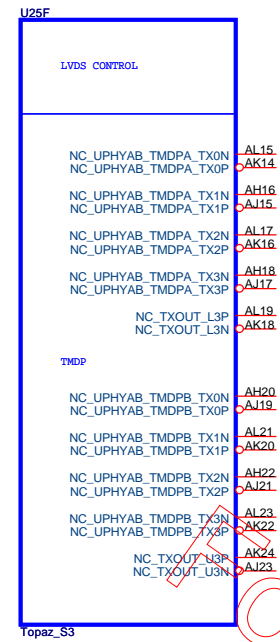 U25F
LVDS CONTROL
NC_UPHYAB_TMDPA_TX0N AL15
NC_UPHYAB_TMDPA_TX0P AK14
NC_UPHYAB_TMDPA_TX1N AH16
NC_UPHYAB_TMDPA_TX1P AJ15
NC_UPHYAB_TMDPA_TX2N AL17
NC_UPHYAB_TMDPA_TX2P AK16
NC_UPHYAB_TMDPA_TX3N AH18
NC_UPHYAB_TMDPA_TX3P AJ17
NC_TXOUT_L3P AL19
NC_TXOUT_L3N AK18
TMDP
NC_UPHYAB_TMDPB_TX0N AH20
NC_UPHYAB_TMDPB_TX0P AJ19
NC_UPHYAB_TMDPB_TX1N AL21
NC_UPHYAB_TMDPB_TX1P AK20
NC_UPHYAB_TMDPB_TX2N AH22
NC_UPHYAB_TMDPB_TX2P AJ21
NC_UPHYAB_TMDPB_TX3N AL23
NC_UPHYAB_TMDPB_TX3P AK22
NC_TXOUT_U3P AK24
NC_TXOUT_U3N AJ23
Topaz_S3